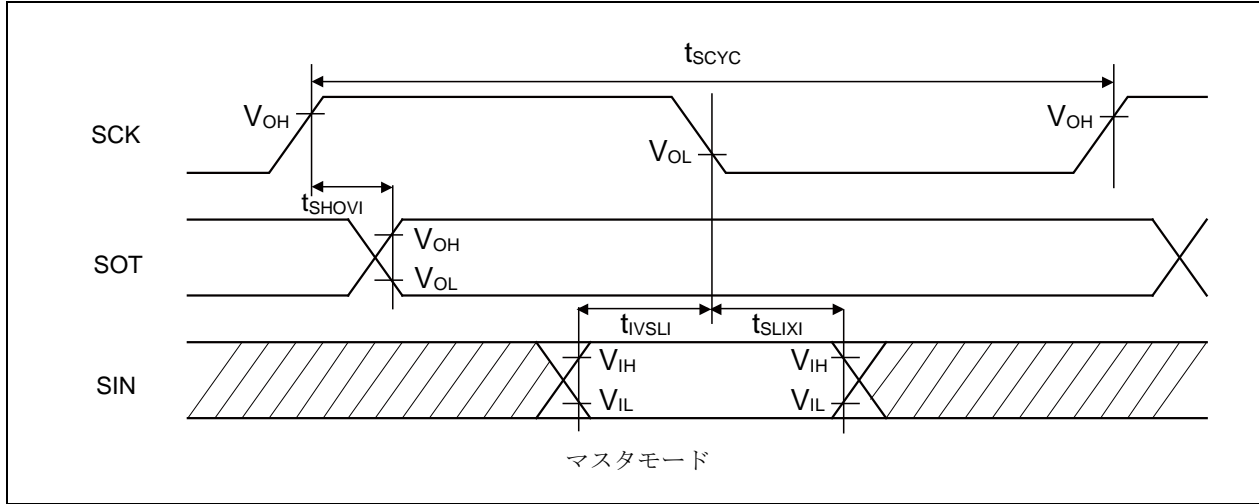 tSCYC
SCK
VOH
VOL
VOH
tSHOVI
SOT
VOH
VOL
tIVSLI
tSLIXI
SIN
VIH
VIH
VIL
VIL
マスタモード